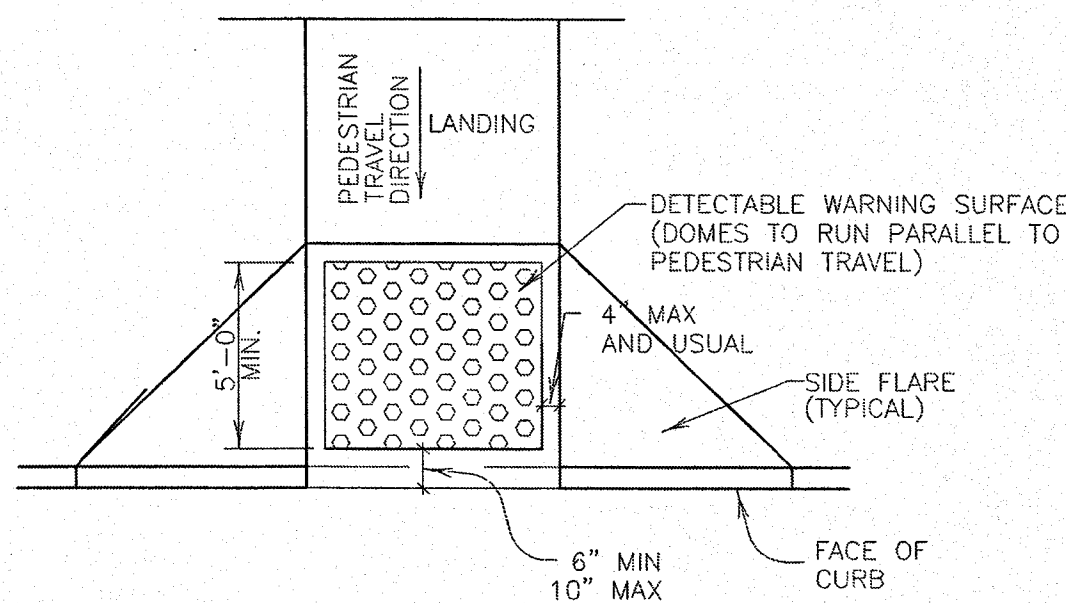 PEDESTRIAN
TRAVEL
DIRECTION
LANDING
DETECTABLE WARNING SURFACE
(DOMES TO RUN PARALLEL TO
PEDESTRIAN TRAVEL)
4" MAX
AND USUAL
5'-0"
MIN.
SIDE FLARE
(TYPICAL)
6" MIN
10" MAX
FACE OF
CURB